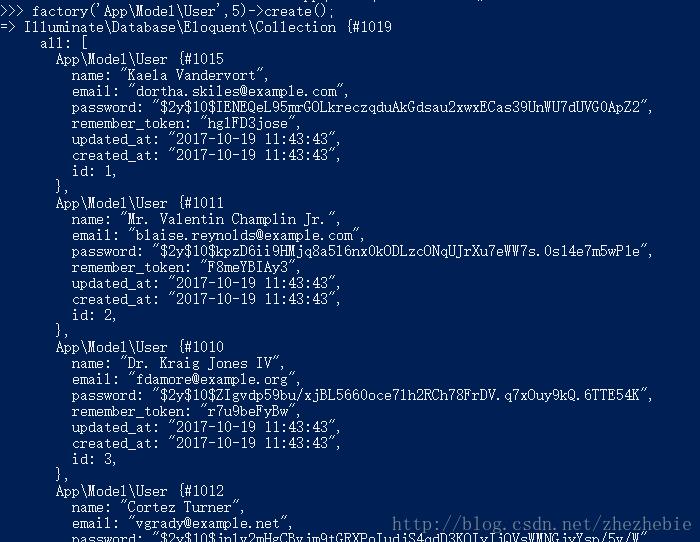 >>> factory('App\Model\User',5)->create();
=> Illuminate\Database\Eloquent\Collection {#1019
all: [
App\Model\User {#1015
name: "Kaela Vandervort",
email: "dortha.skiles@example.com",
password: "$2y$10$IENEQeL95mrGOLkreczqduAkGdsau2xwxECas39UnWU7dUVG0ApZ2",
remember_token: "hglFD3jose",
updated_at: "2017-10-19 11:43:43",
created_at: "2017-10-19 11:43:43",
id: 1,
},
App\Model\User {#1011
name: "Mr. Valentin Champlin Jr.",
email: "blaise.reynolds@example.com",
password: "$2y$10$kpzD6ii9HMjq8a516nx0kODLzcONqUJrXu7eWW7s.0s14e7m5wP1e",
remember_token: "F8meYBIAy3",
updated_at: "2017-10-19 11:43:43",
created_at: "2017-10-19 11:43:43",
id: 2,
},
App\Model\User {#1010
name: "Dr. Kraig Jones IV",
email: "fdamore@example.org",
password: "$2y$10$ZIgvdp59bu/xjBL5660oce71h2RCh78FrDV.q7xOuy9kQ.6TTE54K",
remember_token: "r7u9beFyBw",
updated_at: "2017-10-19 11:43:43",
created_at: "2017-10-19 11:43:43",
id: 3,
},
App\Model\User {#1012
name: "Cortez Turner",
email: "vgrady@example.net",
http://blog.csdn.net/zhezhebie